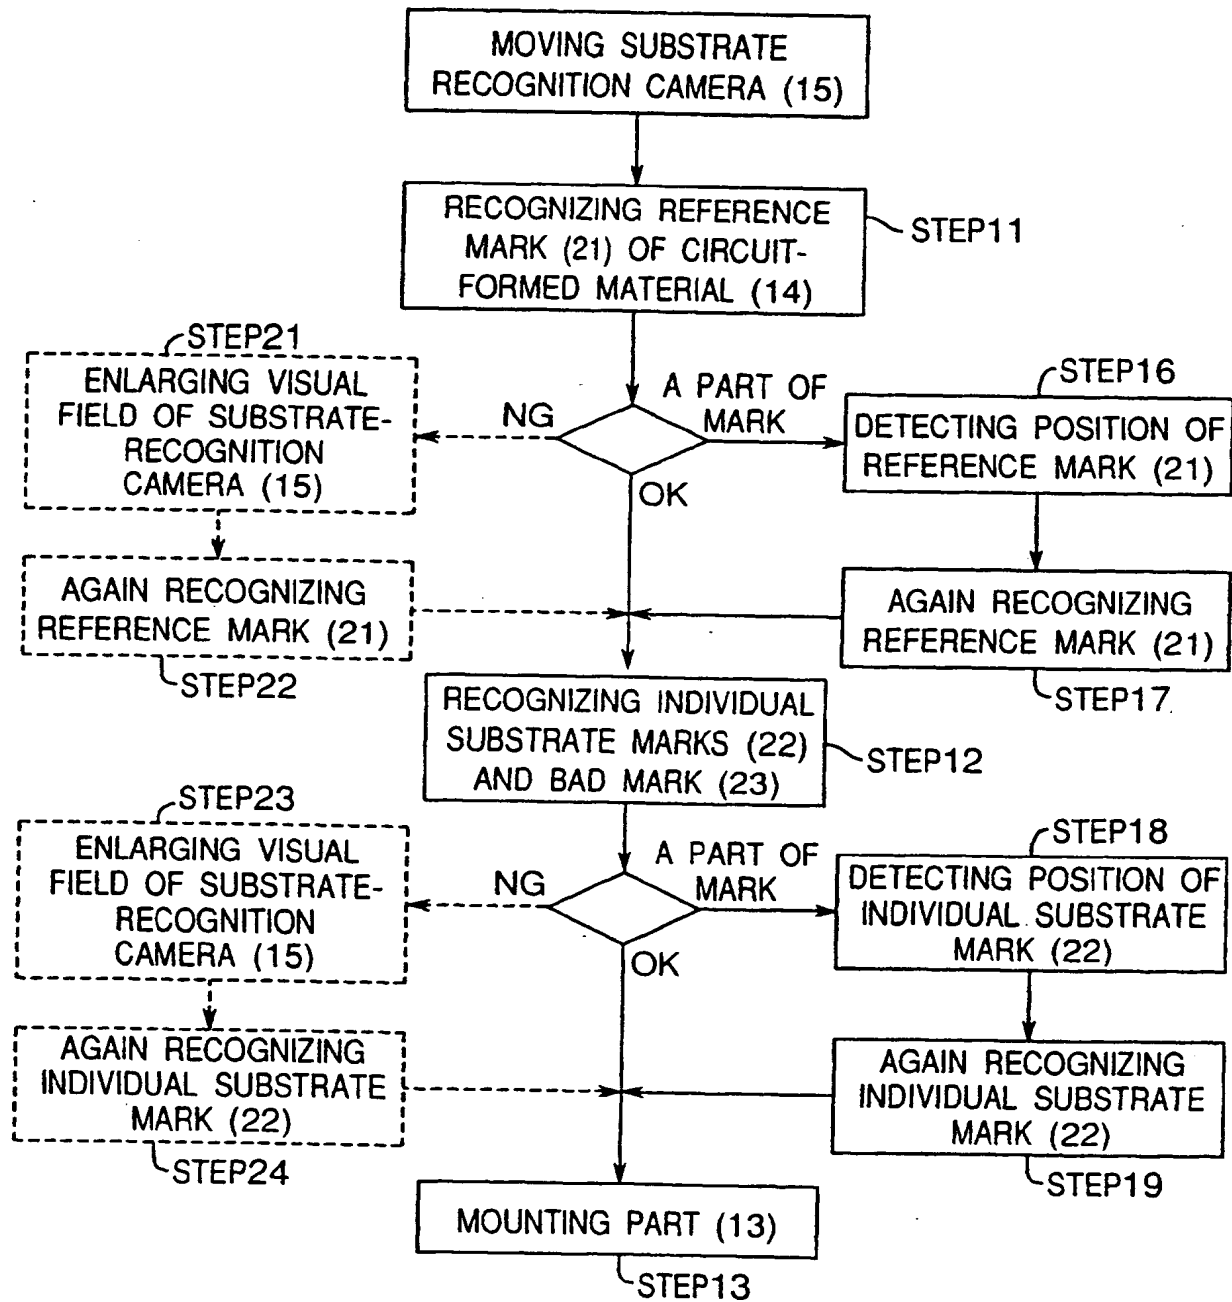 MOVING SUBSTRATE
RECOGNITION CAMERA (15)
RECOGNIZING REFERENCE
MARK (21) OF CIRCUIT-
FORMED MATERIAL (14)
STEP11
STEP21
ENLARGING VISUAL
FIELD OF SUBSTRATE-
RECOGNITION
CAMERA (15)
NG
A PART OF
MARK
OK
STEP16
DETECTING POSITION OF
REFERENCE MARK (21)
AGAIN RECOGNIZING
REFERENCE MARK (21)
STEP22
AGAIN RECOGNIZING
REFERENCE MARK (21)
STEP17
RECOGNIZING INDIVIDUAL
SUBSTRATE MARKS (22)
AND BAD MARK (23)
STEP12
STEP23
ENLARGING VISUAL
FIELD OF SUBSTRATE-
RECOGNITION
CAMERA (15)
NG
A PART OF
MARK
OK
STEP18
DETECTING POSITION OF
INDIVIDUAL SUBSTRATE
MARK (22)
AGAIN RECOGNIZING
INDIVIDUAL SUBSTRATE
MARK (22)
STEP24
AGAIN RECOGNIZING
INDIVIDUAL SUBSTRATE
MARK (22)
STEP19
MOUNTING PART (13)
STEP13